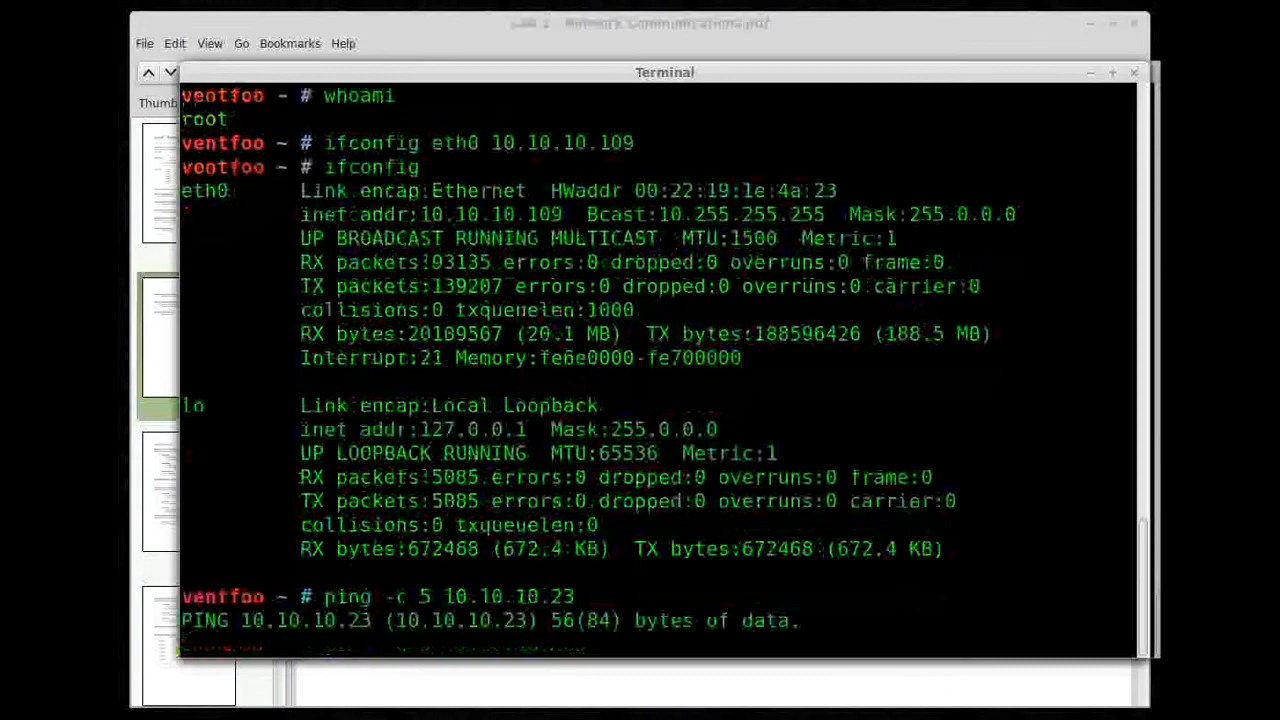 Lab 2 - Network Communications.pdf
File Edit View Go Bookmarks Help
Terminal
Thumb
ventfoo ~ # whoami
root
ventfoo ~ # ifconfig eth0 10.10.10.109
ventfoo ~ # ifconfig
eth0 Link encap:Ethernet HWaddr 00:22:19:1e:4a:23
inet addr:10.10.10.109 Bcast:10.255.255.255 Mask:255.0.0.0
UP BROADCAST RUNNING MULTICAST MTU:1500 Metric:1
RX packets:93135 errors:0 dropped:0 overruns:0 frame:0
TX packets:139207 errors:0 dropped:0 overruns:0 carrier:0
collisions:0 txqueuelen:1000
RX bytes:20109567 (20.1 MB) TX bytes:188596426 (188.5 MB)
Interrupt:21 Memory:fe6e0000-fe700000
lo Link encap:Local Loopback
inet addr:127.0.0.1 Mask:255.0.0.0
UP LOOPBACK RUNNING MTU:65536 Metric:1
RX packets:5085 errors:0 dropped:0 overruns:0 frame:0
TX packets:5085 errors:0 dropped:0 overruns:0 carrier:0
collisions:0 txqueuelen:0
RX bytes:672468 (672.4 KB) TX bytes:672468 (672.4 KB)
ventfoo ~ # ping -c 5 10.10.10.23
PING 10.10.10.23 (10.10.10.23) 56(84) bytes of data.